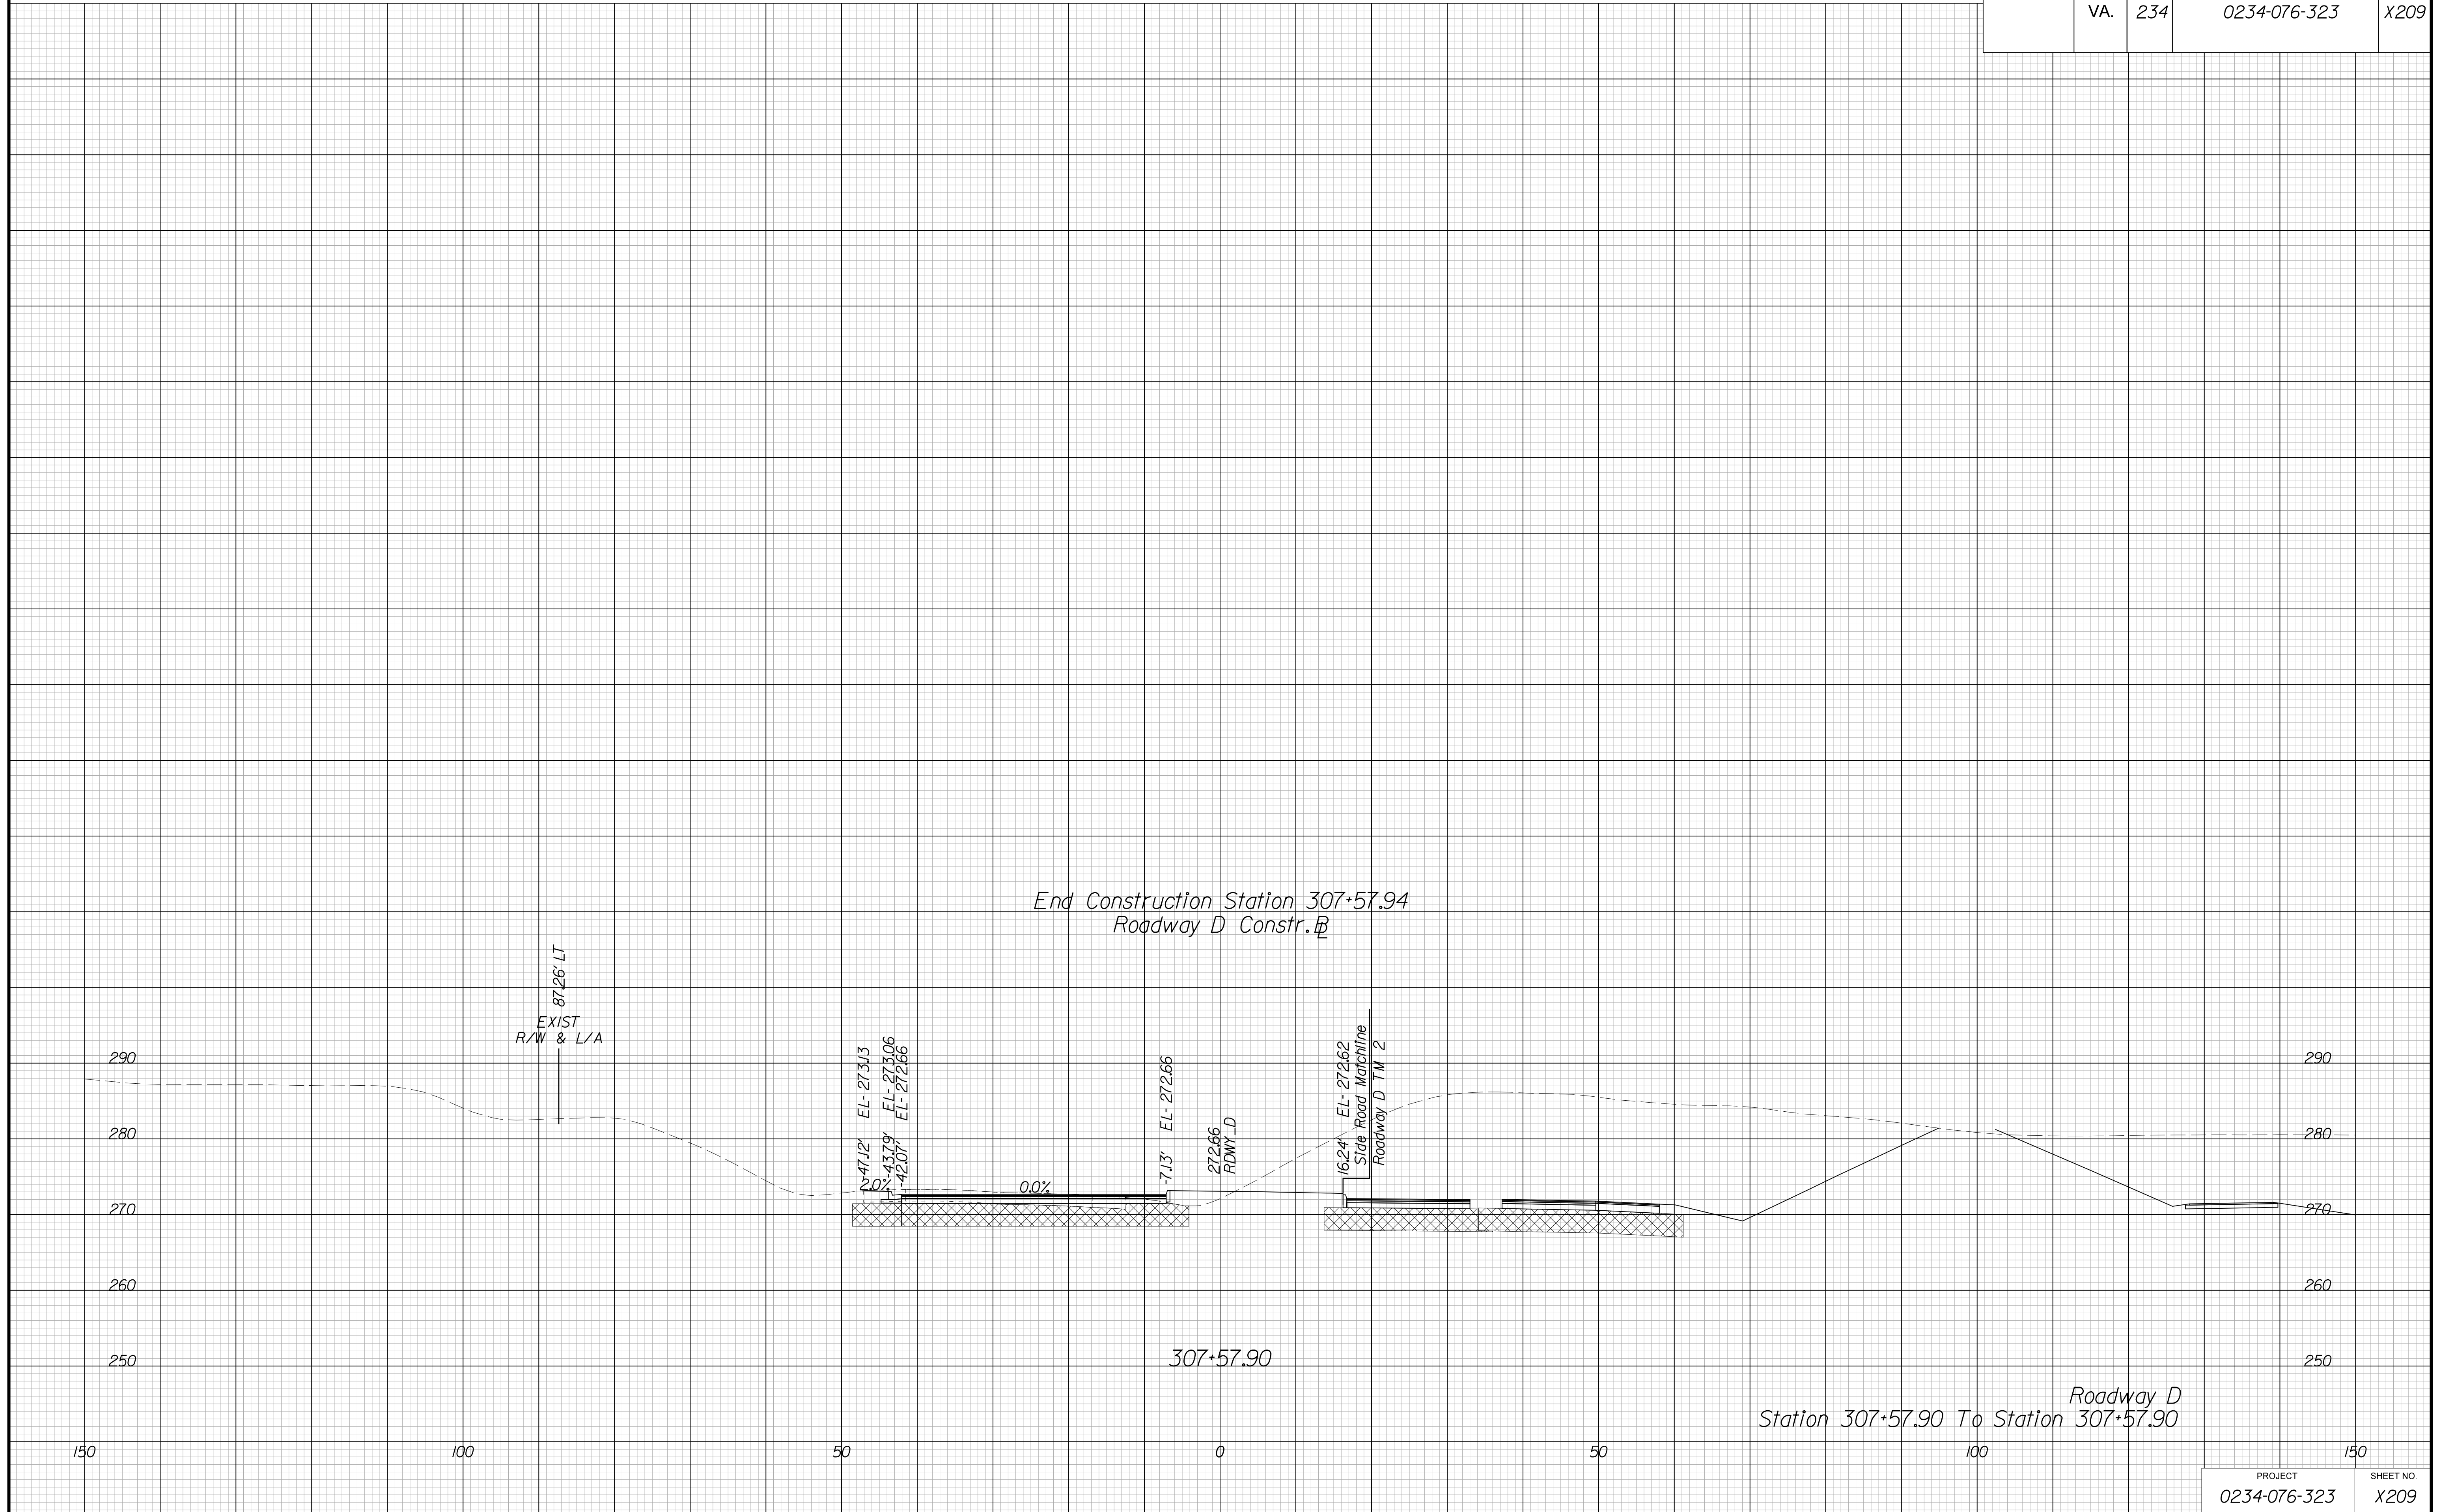 VA. 234 0234-076-323 X209
End Construction Station 307+57.94
Roadway D Constr. BL
87.26' LT
EXIST
R/W & L/A
-47.12' EL- 273.13
-43.79' EL- 273.06
-42.07' EL- 272.66
-7.13' EL- 272.66
272.66
RDWY_D
16.24' EL- 272.62
Side Road Matchline
Roadway D TM 2
2.0%
0.0%
290 290
280 280
270 270
260 260
250 250
307+57.90
Roadway D
Station 307+57.90 To Station 307+57.90
150 100 50 0 50 100 150
PROJECT SHEET NO.
0234-076-323 X209